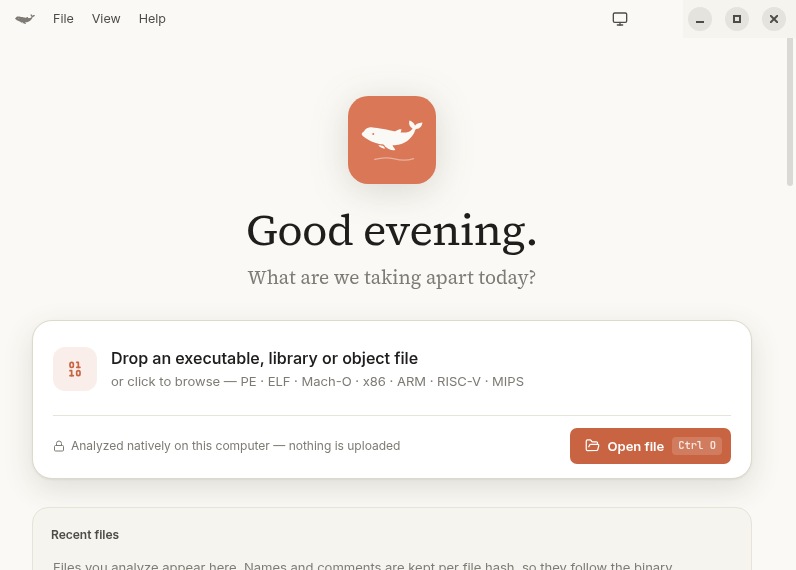 File View Help
Good evening.
What are we taking apart today?
01
10
Drop an executable, library or object file
or click to browse — PE · ELF · Mach-O · x86 · ARM · RISC-V · MIPS
Analyzed natively on this computer — nothing is uploaded
Open file Ctrl O
Recent files
Files you analyze appear here. Names and comments are kept per file hash, so they follow the binary